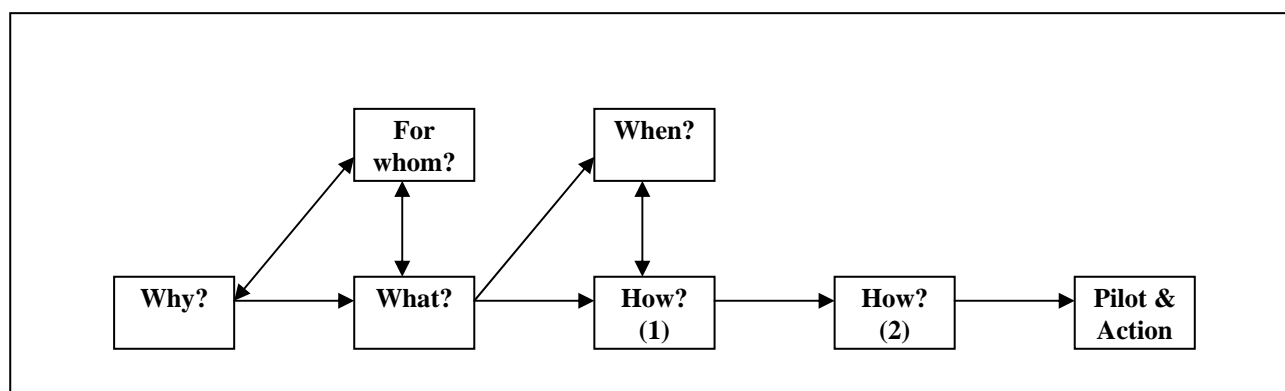 For
whom?
When?
Why?
What?
How?
(1)
How?
(2)
Pilot &
Action